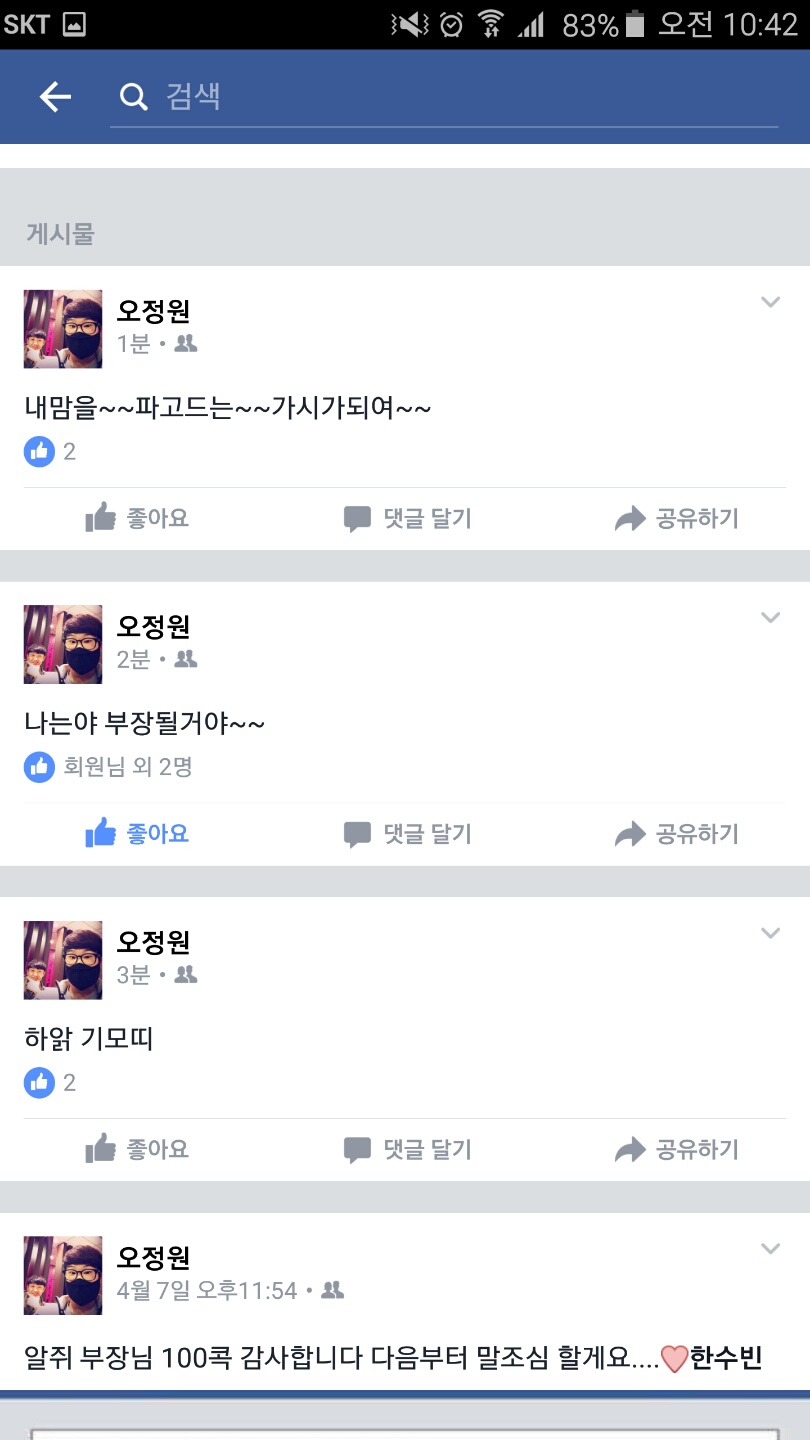 SKT 83% 오전 10:42
검색
게시물
오정원
1분 •
내맘을~~파고드는~~가시가되여~~
2
좋아요 댓글 달기 공유하기
오정원
2분 •
나는야 부장될거야~~
회원님 외 2명
좋아요 댓글 달기 공유하기
오정원
3분 •
하앍 기모띠
2
좋아요 댓글 달기 공유하기
오정원
4월 7일 오후11:54 •
알쥐 부장님 100콕 감사합니다 다음부터 말조심 할게요....♥한수빈